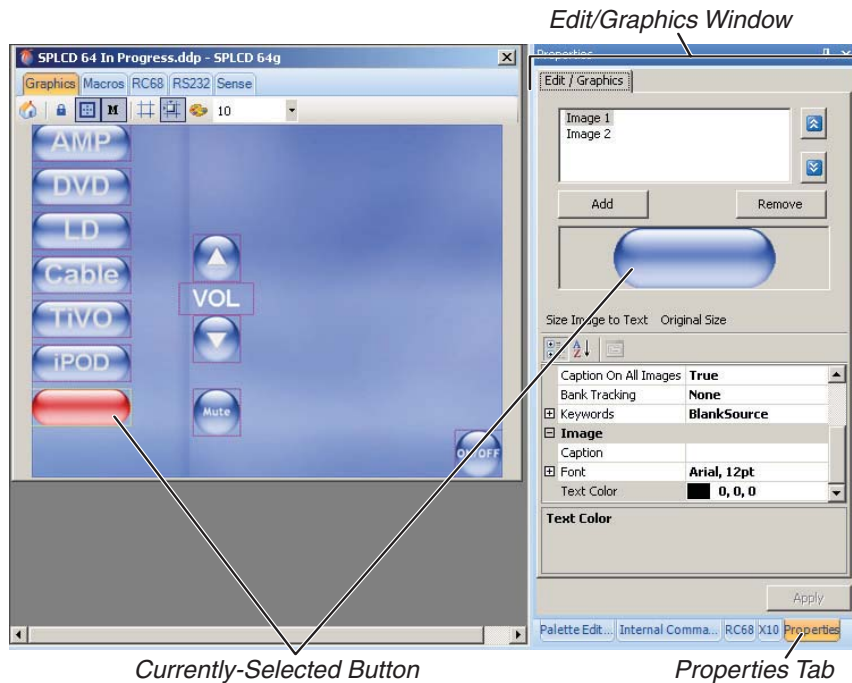 Edit/Graphics Window
SPLCD 64 In Progress.ddp - SPLCD 64g
Graphics Macros RC68 RS232 Sense
M 10
AMP
DVD
LD
Cable
TiVO
iPOD
VOL
Mute
ON/OFF
Properties
Edit / Graphics
Image 1
Image 2
Add Remove
Size Image to Text Original Size
Caption On All Images True
Bank Tracking None
Keywords BlankSource
Image
Caption
Font Arial, 12pt
Text Color 0, 0, 0
Text Color
Apply
Palette Edit... Internal Comma... RC68 X10 Properties
Currently-Selected Button
Properties Tab